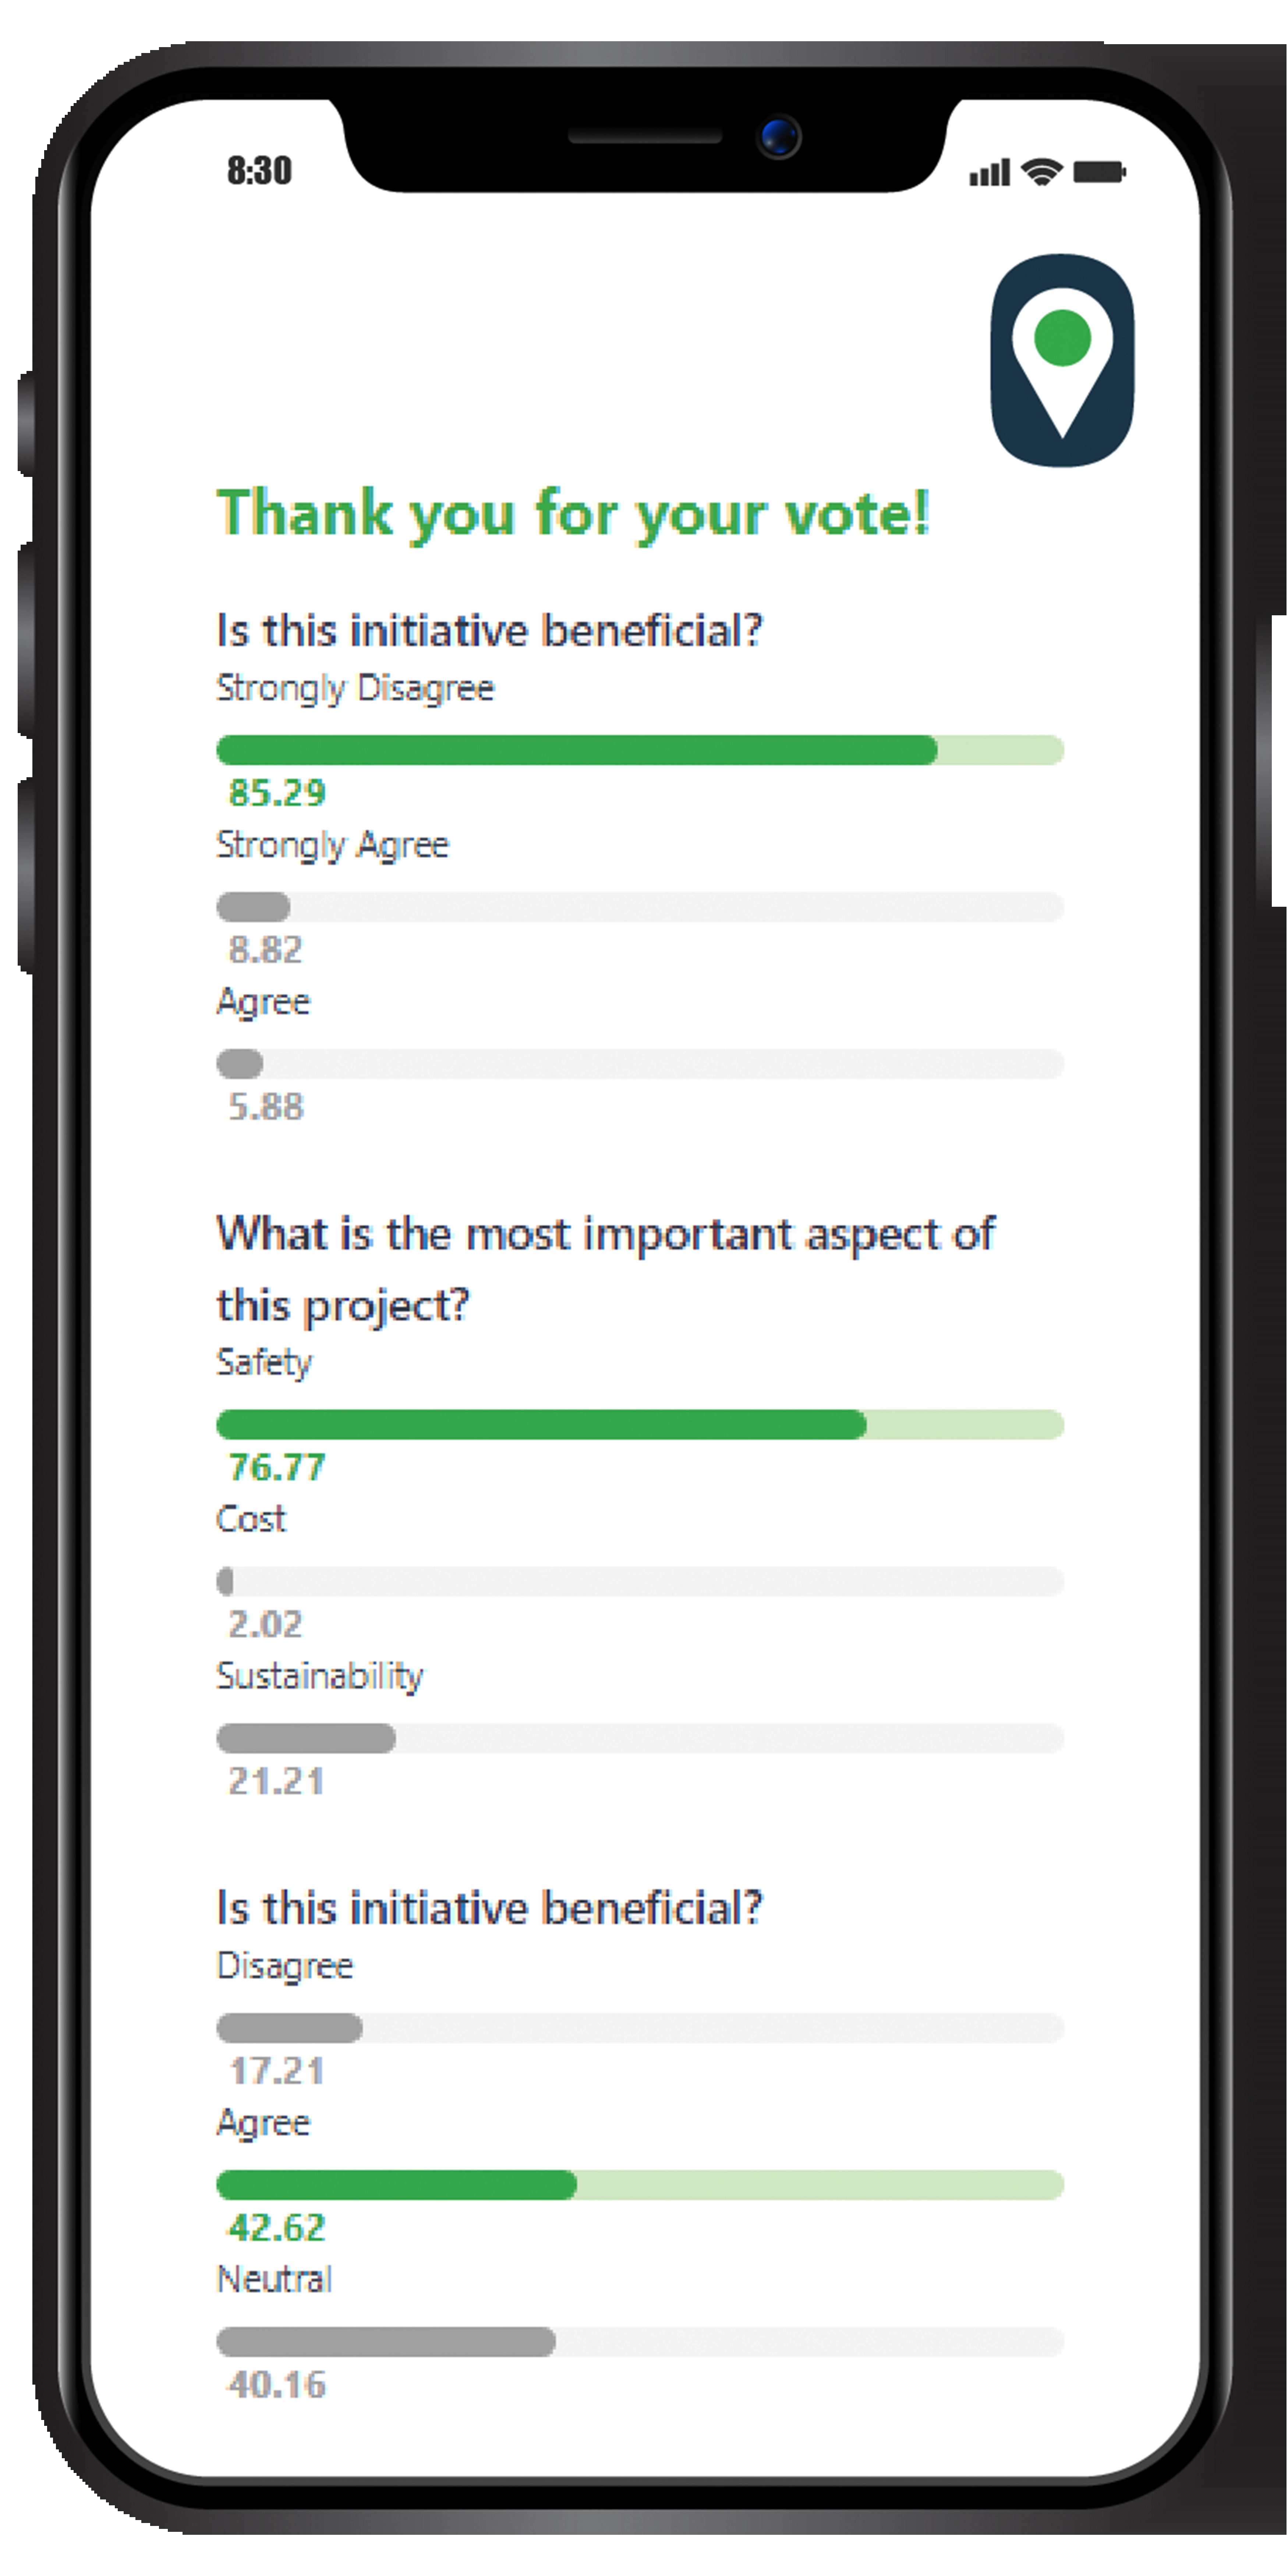 8:30
Thank you for your vote!
Is this initiative beneficial?
Strongly Disagree
85.29
Strongly Agree
8.82
Agree
5.88
What is the most important aspect of
this project?
Safety
76.77
Cost
2.02
Sustainability
21.21
Is this initiative beneficial?
Disagree
17.21
Agree
42.62
Neutral
40.16